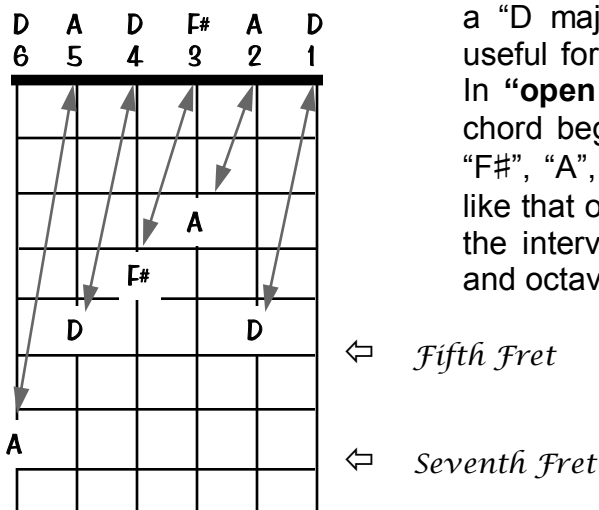 D A D F# A D
6 5 4 3 2 1
A
F#
D D
A
⇦ Fifth Fret
⇦ Seventh Fret
a “D maj
useful for
In “open
chord beg
“F♯”, “A”,
like that o
the interv
and octav